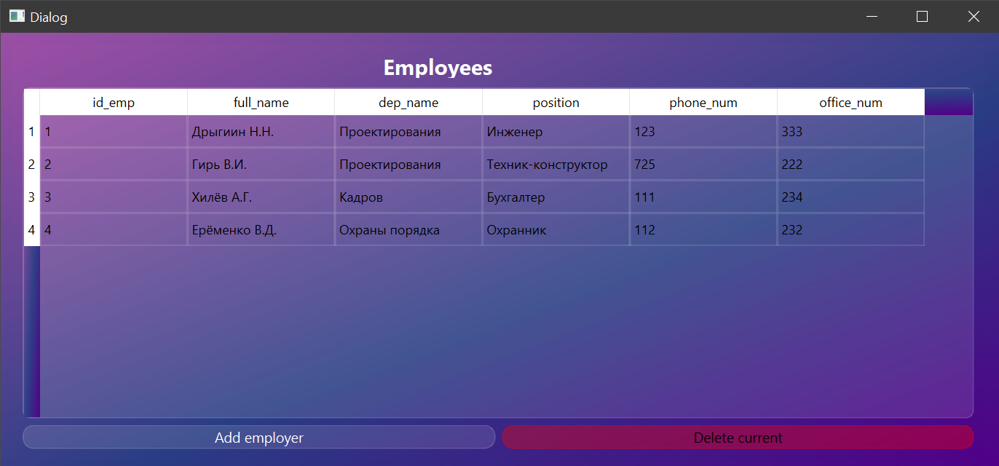 Dialog
Employees
id_emp full_name dep_name position phone_num office_num
1 1 Дрыгиин Н.Н. Проектирования Инженер 123 333
2 2 Гирь В.И. Проектирования Техник-конструктор 725 222
3 3 Хилёв А.Г. Кадров Бухгалтер 111 234
4 4 Ерёменко В.Д. Охраны порядка Охранник 112 232
Add employer Delete current